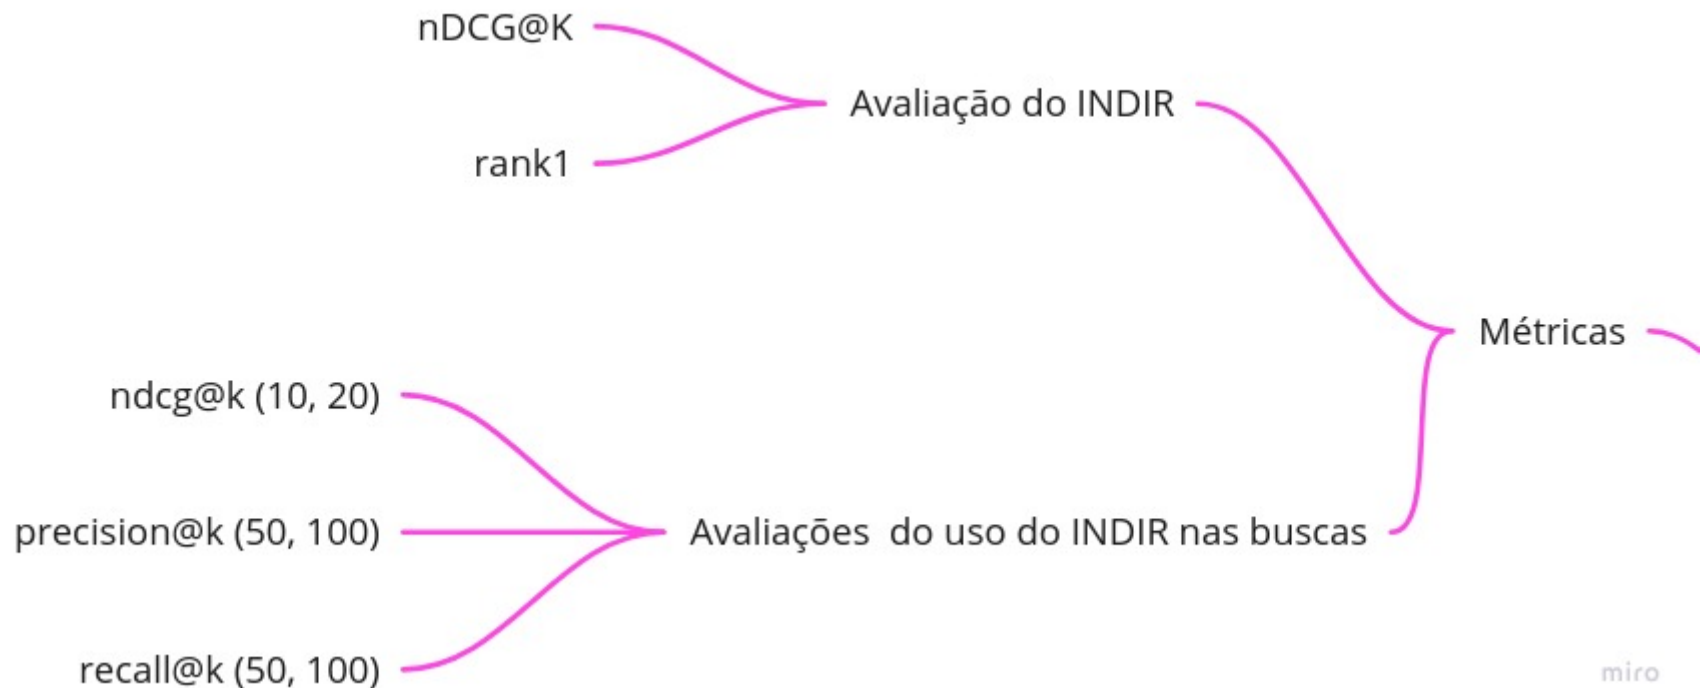 nDCG@K
Avaliação do INDIR
rank1
Métricas
ndcg@k (10, 20)
precision@k (50, 100)
Avaliações  do uso do INDIR nas buscas
recall@k (50, 100)
miro